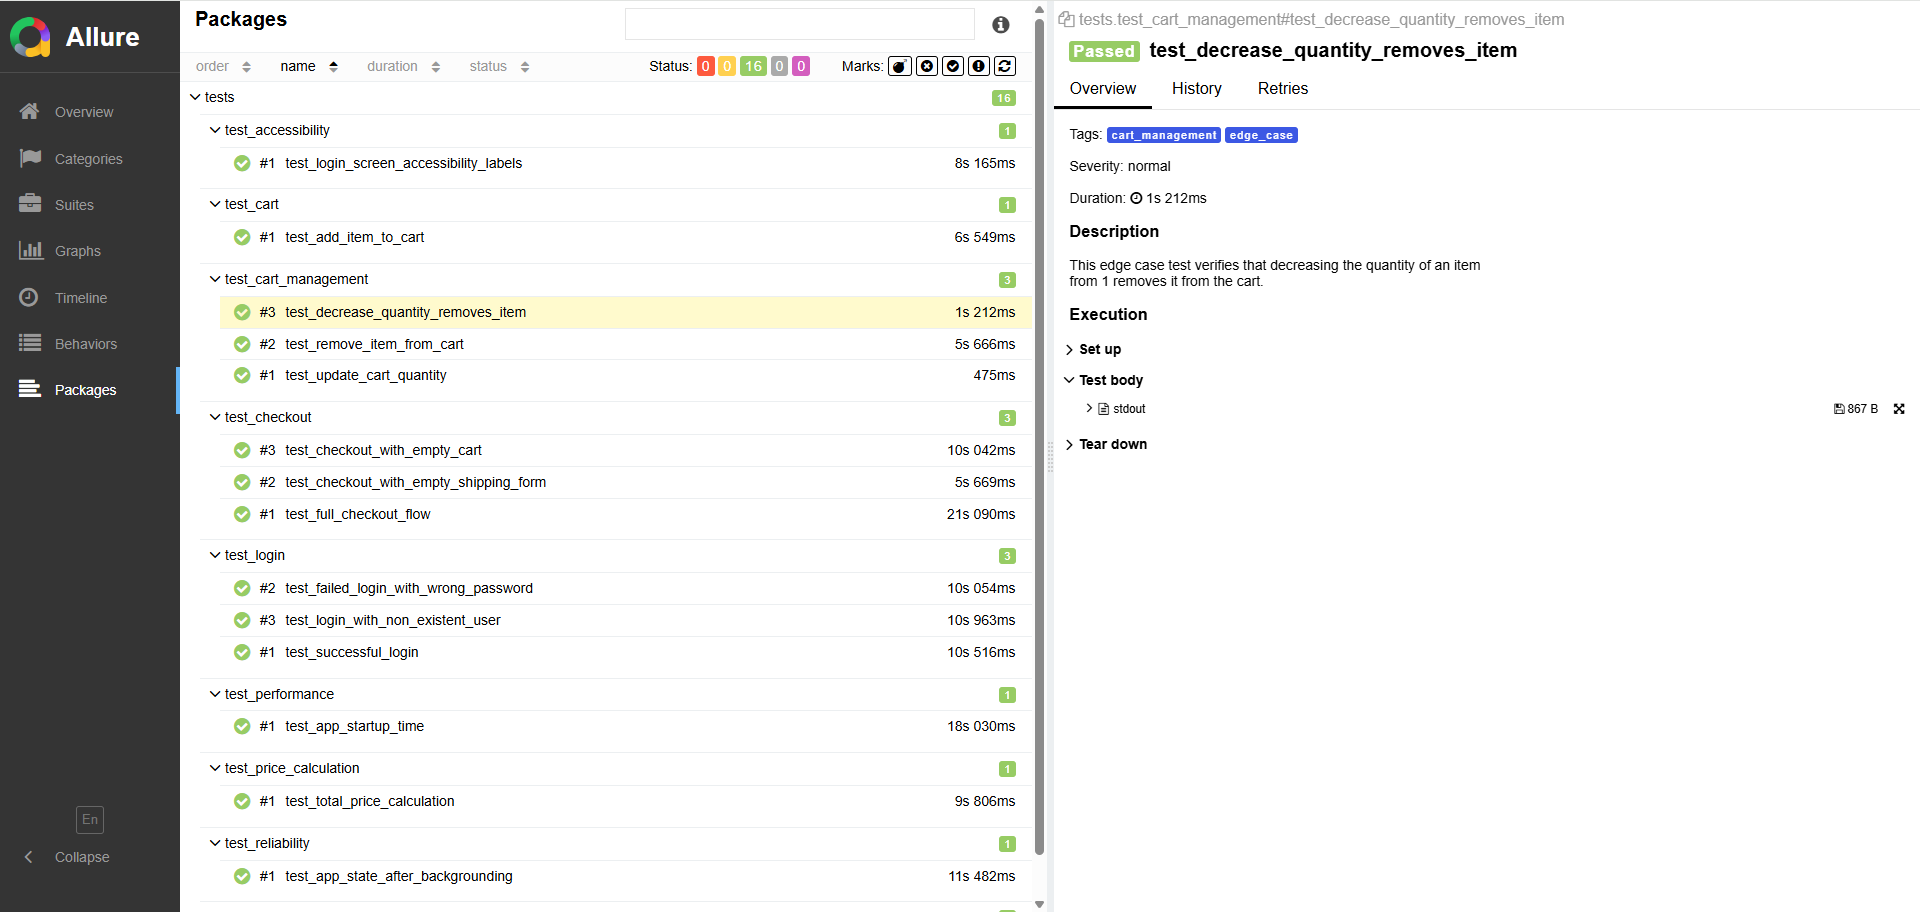 Allure
Overview
Categories
Suites
Graphs
Timeline
Behaviors
Packages
En
Collapse
Packages
order name duration status Status: 0 0 16 0 0 Marks:
tests 16
test_accessibility 1
#1 test_login_screen_accessibility_labels 8s 165ms
test_cart 1
#1 test_add_item_to_cart 6s 549ms
test_cart_management 3
#3 test_decrease_quantity_removes_item 1s 212ms
#2 test_remove_item_from_cart 5s 666ms
#1 test_update_cart_quantity 475ms
test_checkout 3
#3 test_checkout_with_empty_cart 10s 042ms
#2 test_checkout_with_empty_shipping_form 5s 669ms
#1 test_full_checkout_flow 21s 090ms
test_login 3
#2 test_failed_login_with_wrong_password 10s 054ms
#3 test_login_with_non_existent_user 10s 963ms
#1 test_successful_login 10s 516ms
test_performance 1
#1 test_app_startup_time 18s 030ms
test_price_calculation 1
#1 test_total_price_calculation 9s 806ms
test_reliability 1
#1 test_app_state_after_backgrounding 11s 482ms
tests.test_cart_management#test_decrease_quantity_removes_item
Passed test_decrease_quantity_removes_item
Overview History Retries
Tags: cart_management edge_case
Severity: normal
Duration: 1s 212ms
Description
This edge case test verifies that decreasing the quantity of an item
from 1 removes it from the cart.
Execution
Set up
Test body
stdout 867 B
Tear down